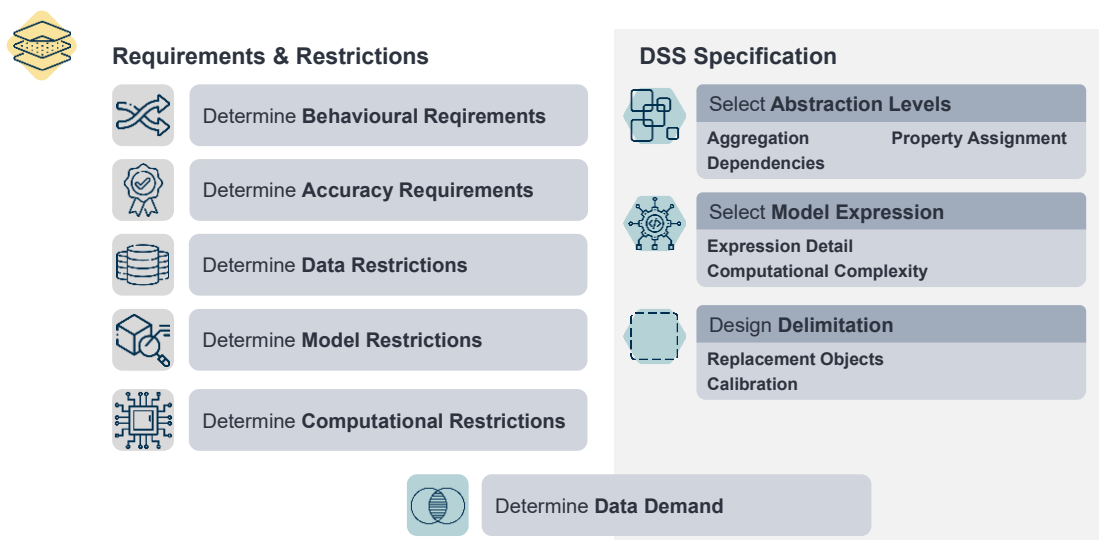 Requirements & Restrictions
Determine Behavioural Reqirements
Determine Accuracy Requirements
Determine Data Restrictions
Determine Model Restrictions
Determine Computational Restrictions
DSS Specification
Select Abstraction Levels
Aggregation Property Assignment
Dependencies
Select Model Expression
</>
Expression Detail
Computational Complexity
Design Delimitation
Replacement Objects
Calibration
Determine Data Demand